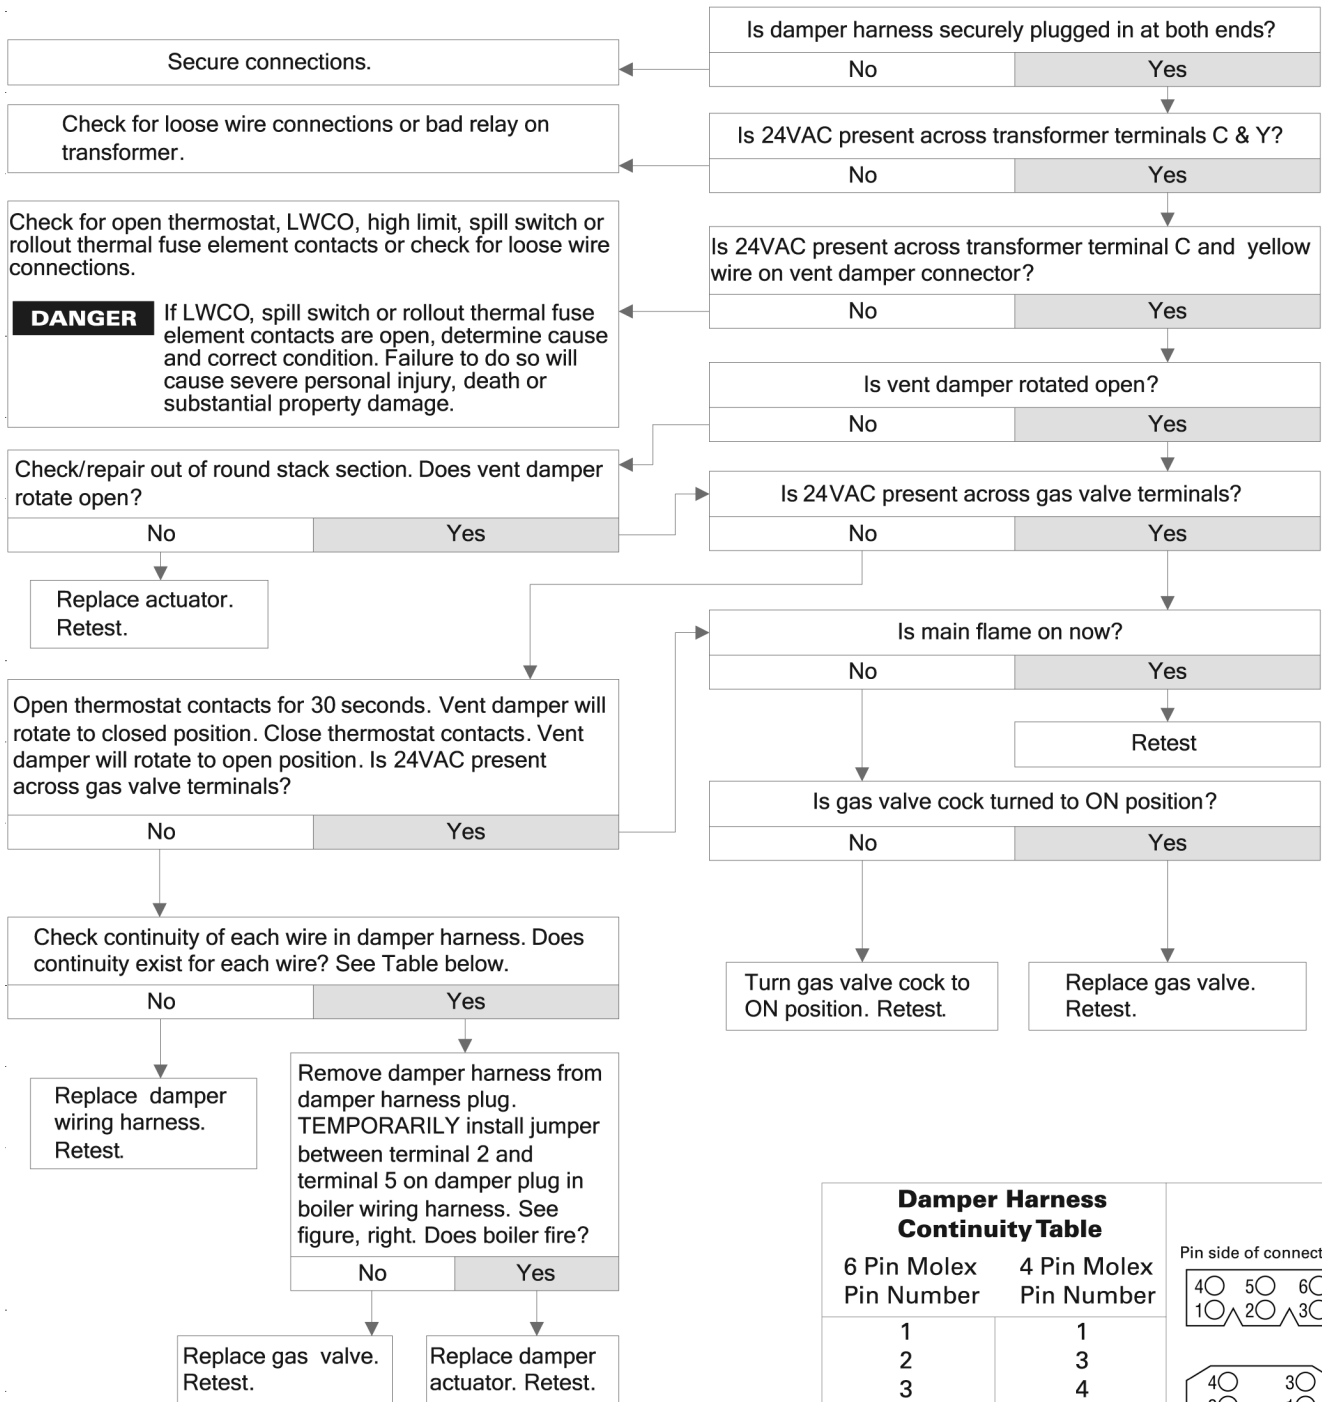 Is damper harness securely plugged in at both ends?
No
Yes
Secure connections.
Check for loose wire connections or bad relay on
transformer.
Is 24VAC present across transformer terminals C & Y?
No
Yes
Check for open thermostat, LWCO, high limit, spill switch or
rollout thermal fuse element contacts or check for loose wire
connections.
DANGER
If LWCO, spill switch or rollout thermal fuse
element contacts are open, determine cause
and correct condition. Failure to do so will
cause severe personal injury, death or
substantial property damage.
Is 24VAC present across transformer terminal C and yellow
wire on vent damper connector?
No
Yes
Is vent damper rotated open?
No
Yes
Check/repair out of round stack section. Does vent damper
rotate open?
No
Yes
Replace actuator.
Retest.
Is 24VAC present across gas valve terminals?
No
Yes
Is main flame on now?
No
Yes
Retest
Open thermostat contacts for 30 seconds. Vent damper will
rotate to closed position. Close thermostat contacts. Vent
damper will rotate to open position. Is 24VAC present
across gas valve terminals?
No
Yes
Is gas valve cock turned to ON position?
No
Yes
Turn gas valve cock to
ON position. Retest.
Replace gas valve.
Retest.
Check continuity of each wire in damper harness. Does
continuity exist for each wire? See Table below.
No
Yes
Replace damper
wiring harness.
Retest.
Remove damper harness from
damper harness plug.
TEMPORARILY install jumper
between terminal 2 and
terminal 5 on damper plug in
boiler wiring harness. See
figure, right. Does boiler fire?
No
Yes
Replace gas valve.
Retest.
Replace damper
actuator. Retest.
Damper Harness
Continuity Table
6 Pin Molex
Pin Number
4 Pin Molex
Pin Number
1 1
2 3
3 4
Pin side of connect
4 5 6
1 2 3
4 3